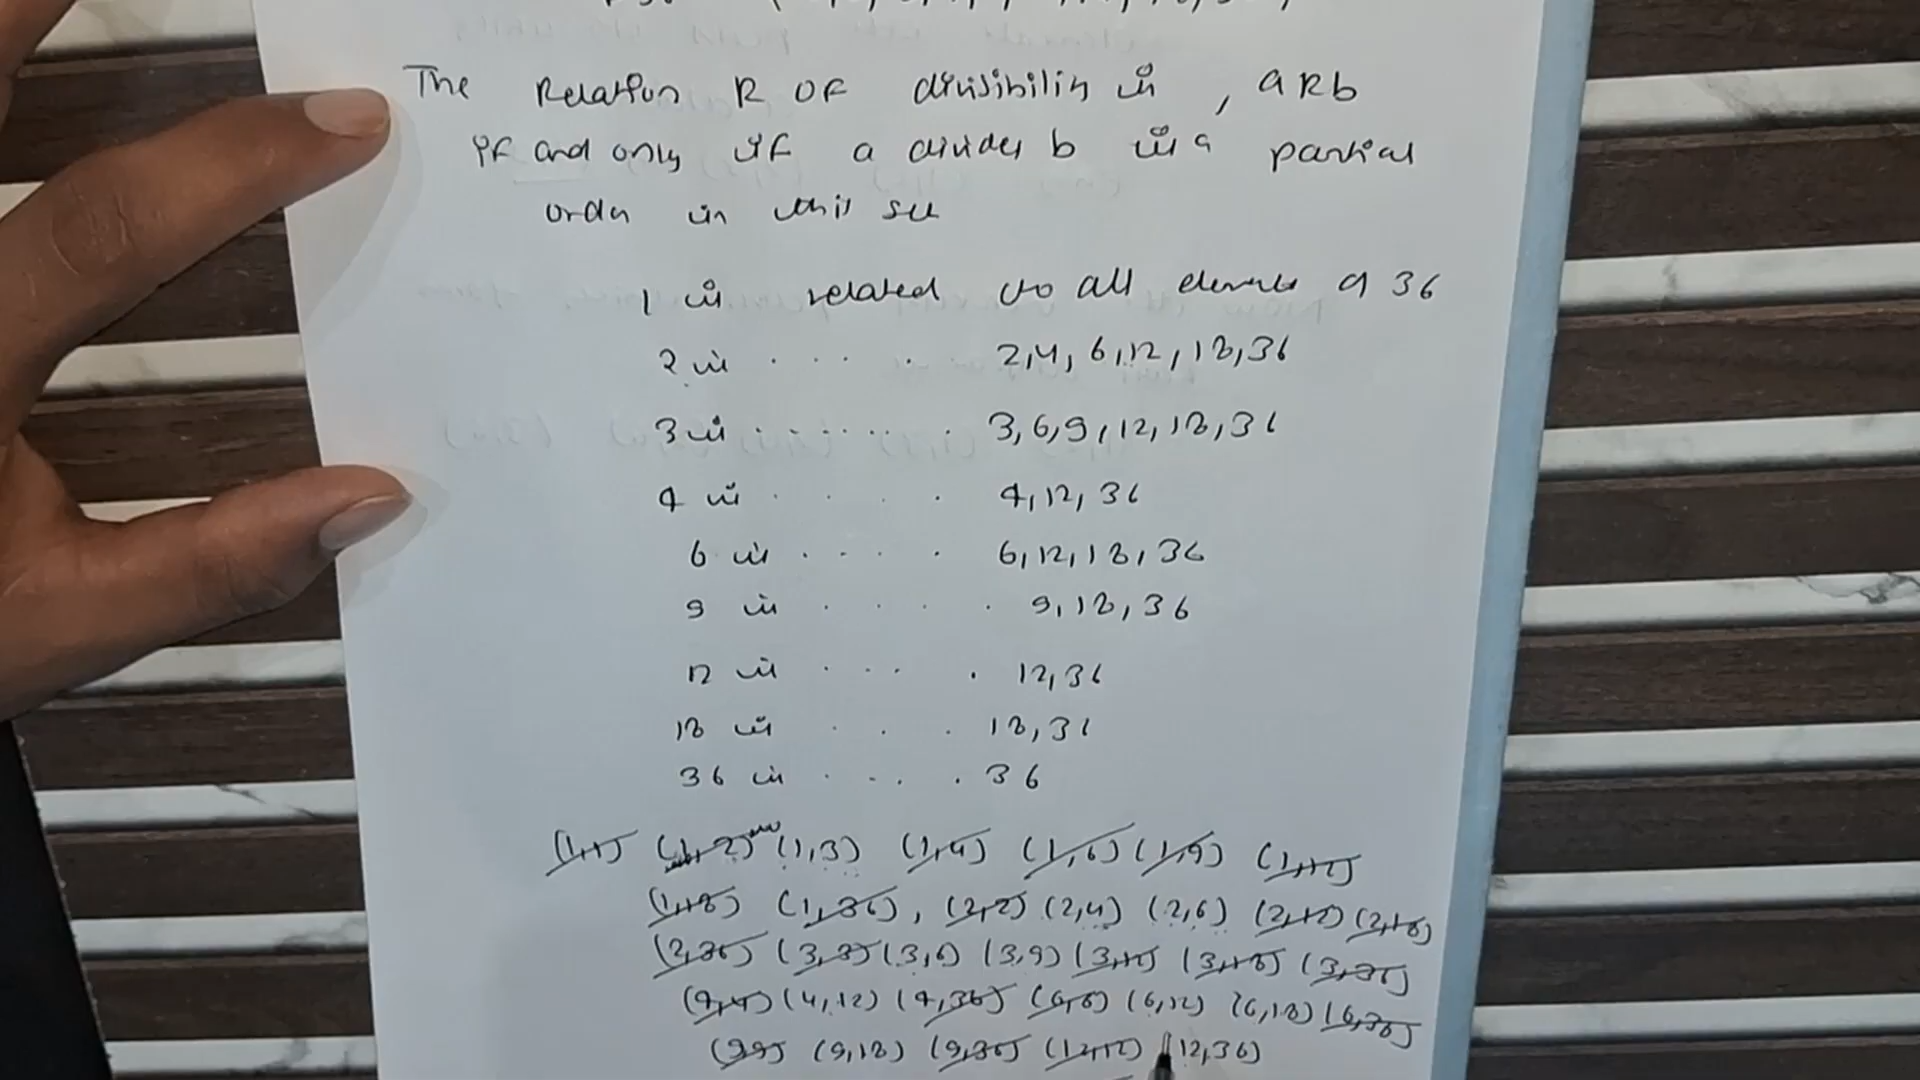 The Relation R OF divisibility is, aRb
if and only if a divides b is a partial
order in this set
1 is related to all elements of 36
2 is . . . . 2,4, 6,12, 18,36
3 is . . . . . . . 3,6,9,12,18,36
4 is . . . . 4,12,36
6 is . . . . 6,12,18,36
9 is . . . . 9,18,36
12 is . . . . 12,36
18 is . . . 18,36
36 is . . . . 36
(1,1) (1,2) (1,3) (1,4) (1,6) (1,9) (1,12)
(1,18) (1,36), (2,2) (2,4) (2,6) (2,12) (2,18)
(2,36) (3,3) (3,6) (3,9) (3,12) (3,18) (3,36)
(4,4) (4,12) (4,36) (6,6) (6,12) (6,18) (6,36)
(9,9) (9,18) (9,36) (12,12) (12,36)